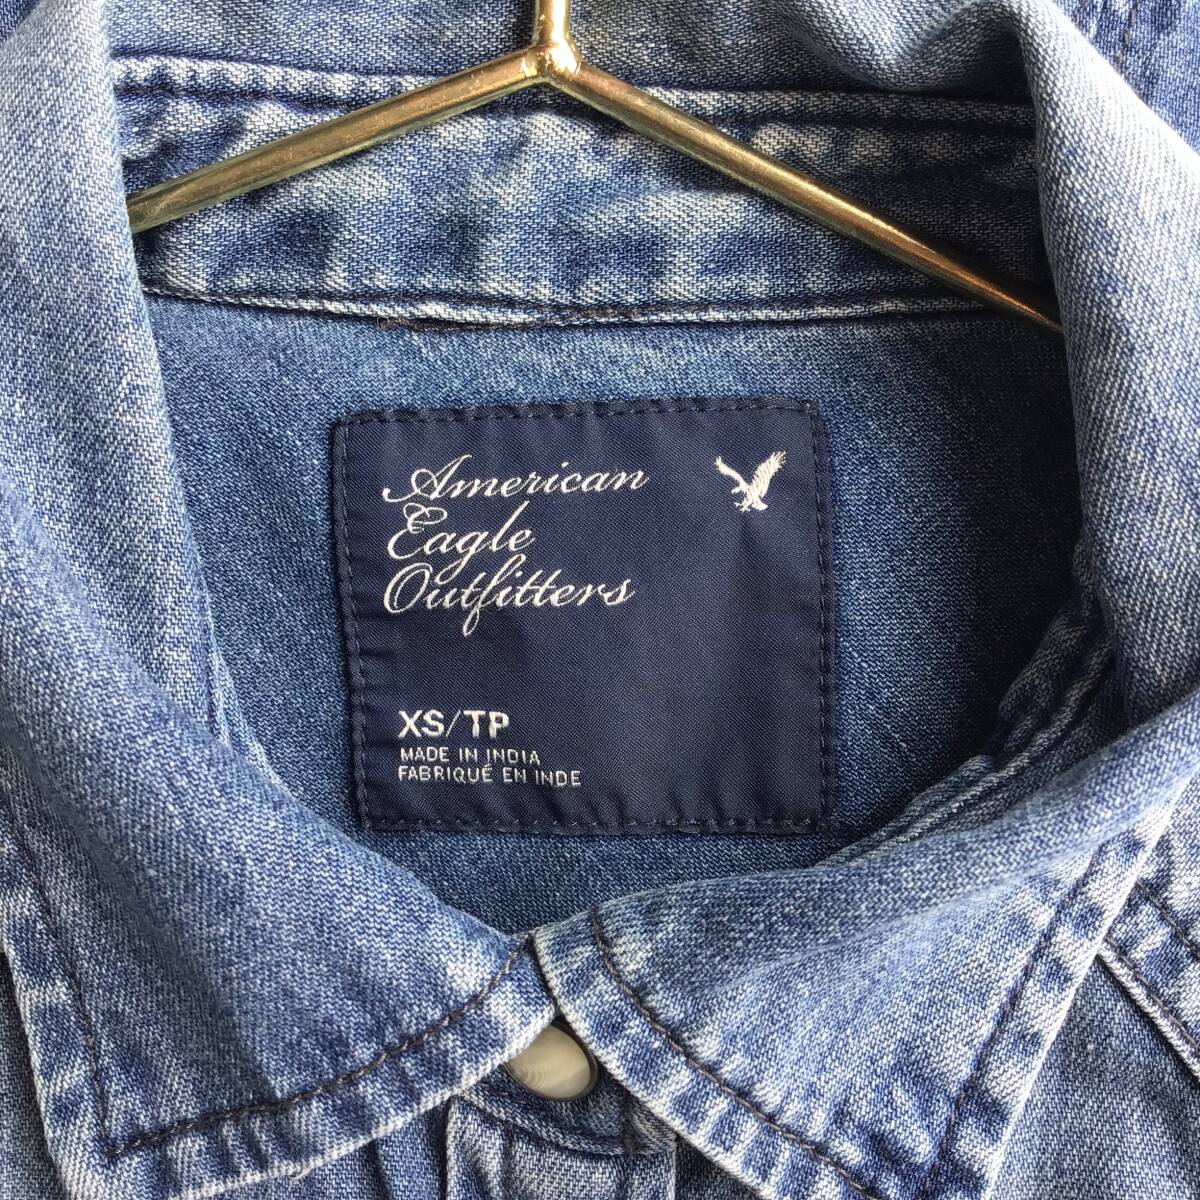 American
Eagle
Outfitters
XS/TP
MADE IN INDIA
FABRIQUÉ EN INDE